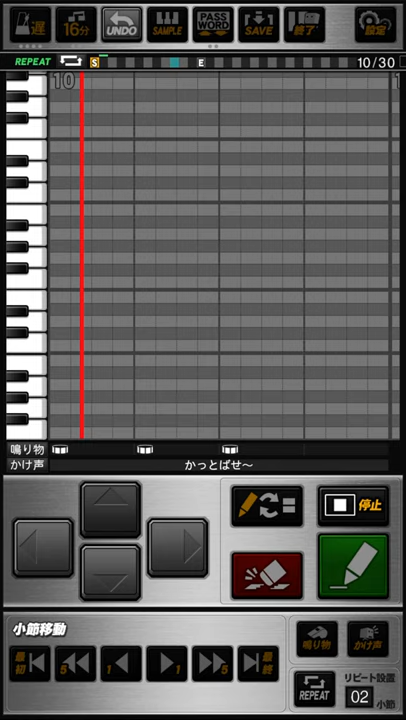 遅
16分
UNDO
SAMPLE
PASS
WORD
SAVE
終了
設定
REPEAT
S
E
10/30
10
1
鳴り物
かけ声
かっとばせ～
停止
小節移動
最初
5
1
1
5
最終
鳴り物
かけ声
REPEAT
リピート設置
02
小節